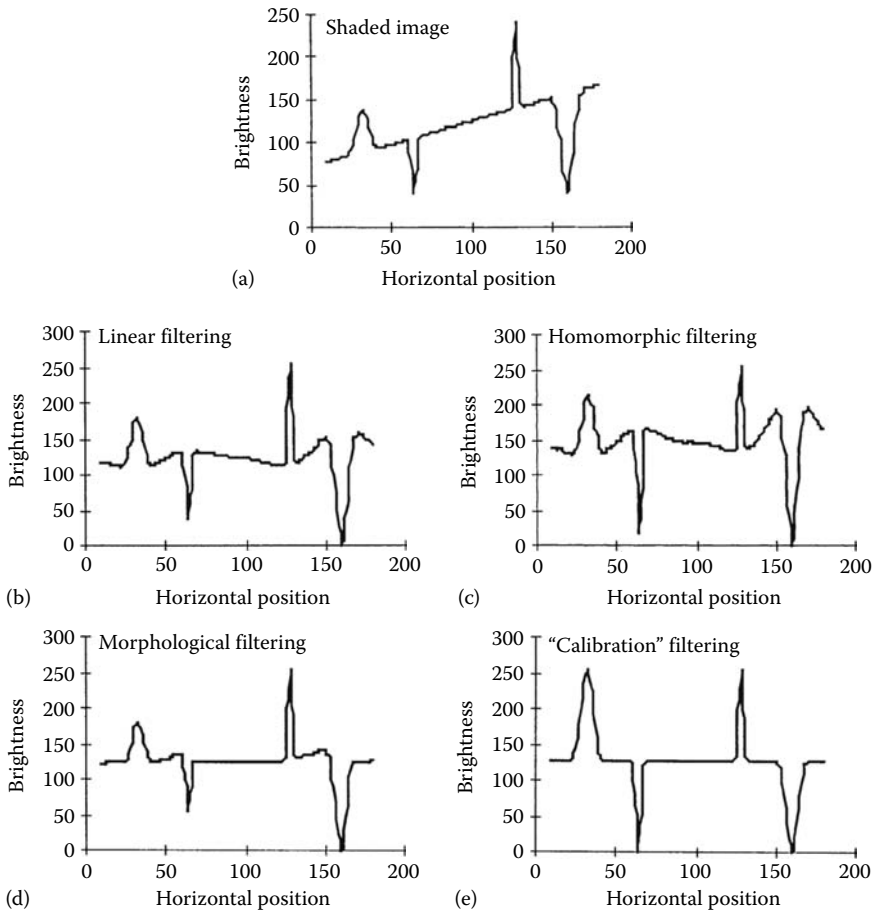 Shaded image
250
200
150
100
50
0
0 50 100 150 200
Brightness
Horizontal position
(a)
Linear filtering
300
250
200
150
100
50
0
0 50 100 150 200
Brightness
Horizontal position
(b)
Homomorphic filtering
300
250
200
150
100
50
0
0 50 100 150 200
Brightness
Horizontal position
(c)
Morphological filtering
300
250
200
150
100
50
0
0 50 100 150 200
Brightness
Horizontal position
(d)
“Calibration” filtering
300
250
200
150
100
50
0
0 50 100 150 200
Brightness
Horizontal position
(e)